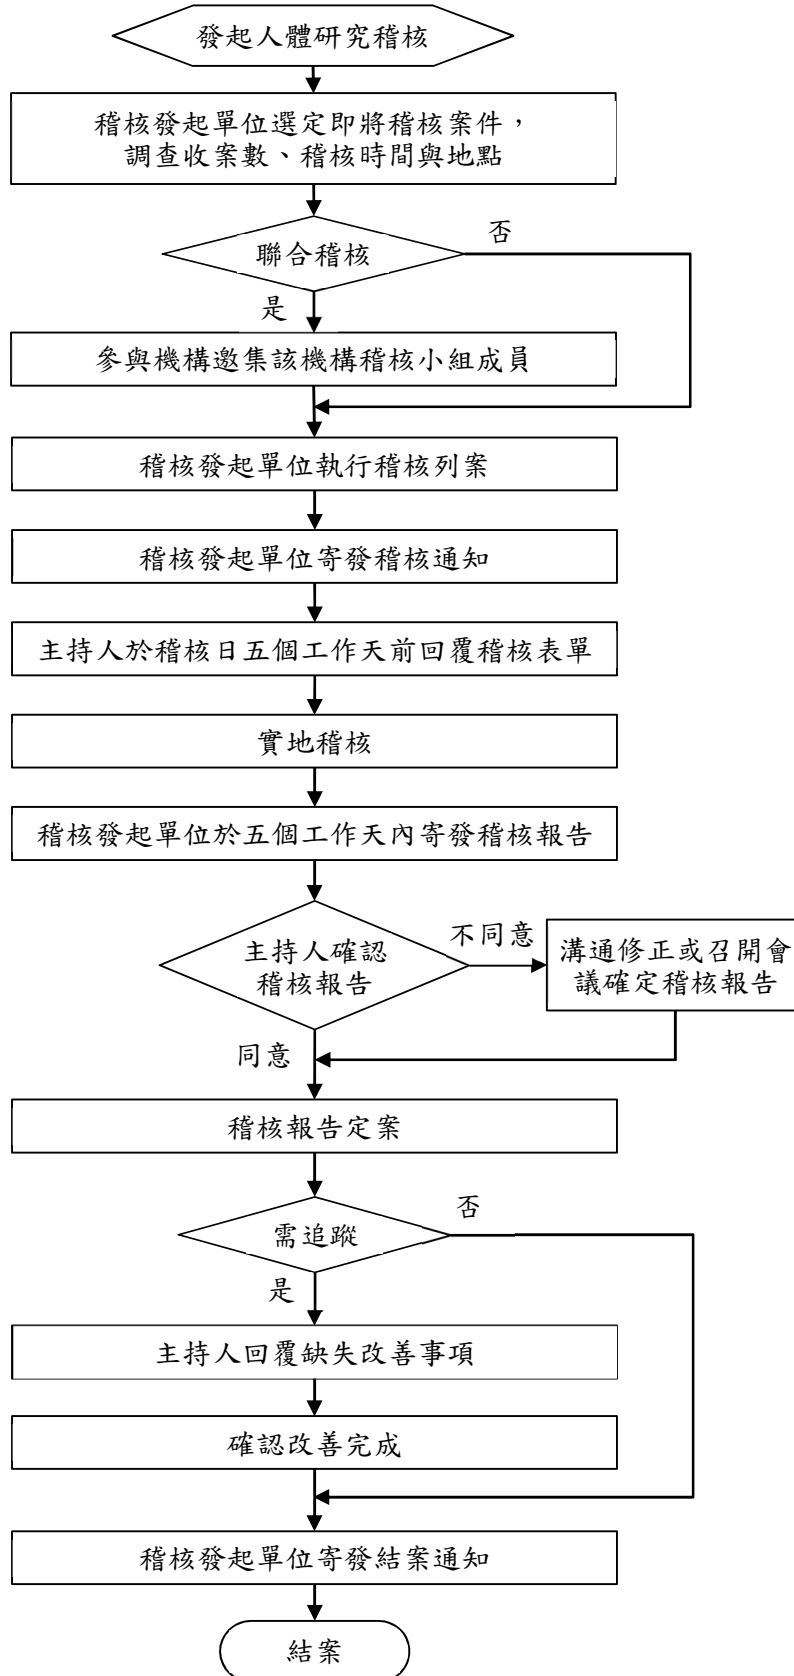 發起人體研究稽核
稽核發起單位選定即將稽核案件，
調查收案數、稽核時間與地點
聯合稽核
否
是
參與機構邀集該機構稽核小組成員
稽核發起單位執行稽核列案
稽核發起單位寄發稽核通知
主持人於稽核日五個工作天前回覆稽核表單
實地稽核
稽核發起單位於五個工作天內寄發稽核報告
主持人確認
稽核報告
不同意
溝通修正或召開會
議確定稽核報告
同意
稽核報告定案
需追蹤
否
是
主持人回覆缺失改善事項
確認改善完成
稽核發起單位寄發結案通知
結案